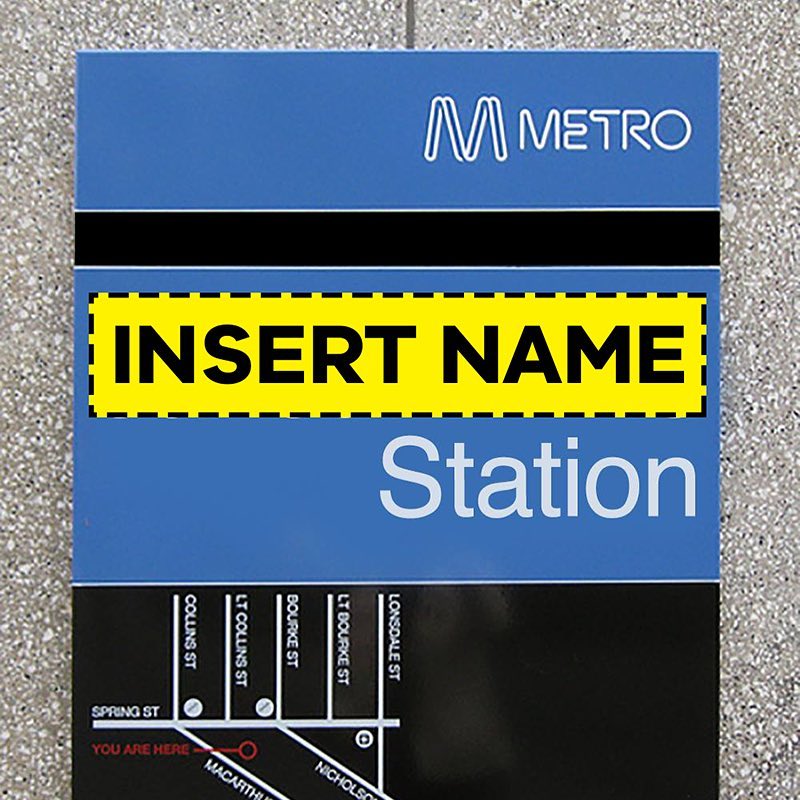 METRO
INSERT NAME
Station
COLLINS ST
LT COLLINS ST
BOURKE ST
LT BOURKE ST
LONSDALE ST
SPRING ST
YOU ARE HERE